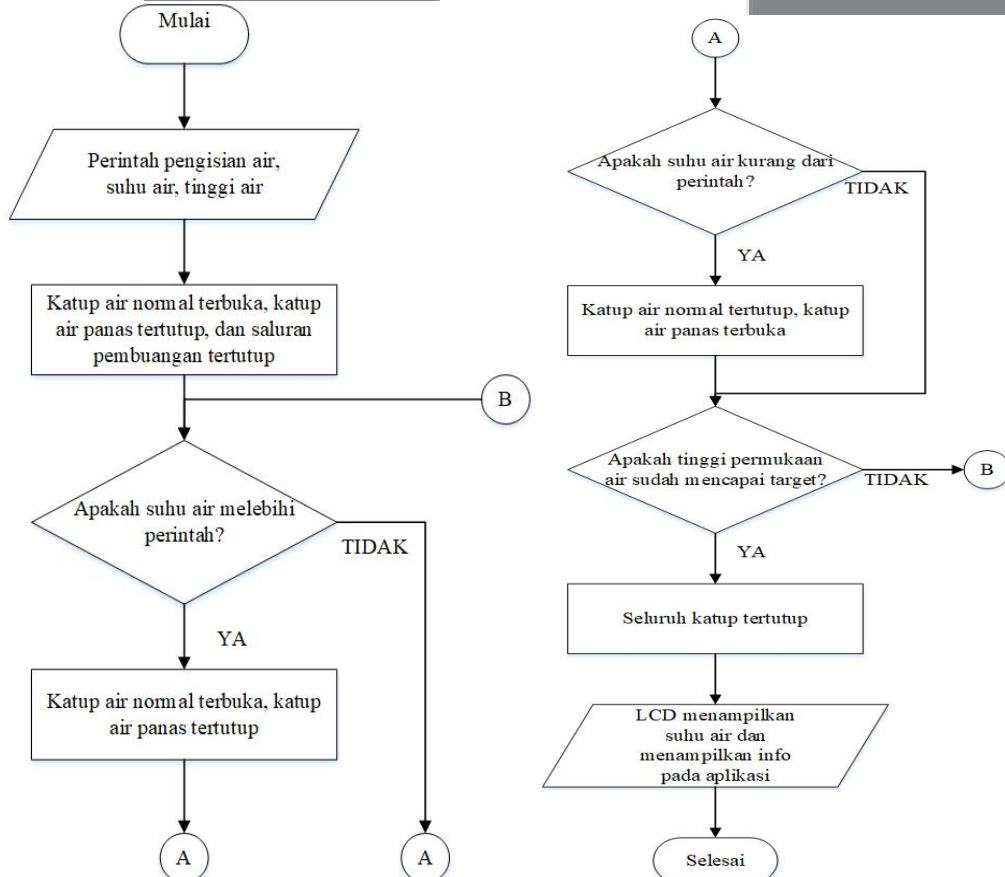 Mulai
Perintah pengisian air,
suhu air, tinggi air
Katup air normal terbuka, katup
air panas tertutup, dan saluran
pembuangan tertutup
B
Apakah suhu air melebihi
perintah?
TIDAK
YA
Katup air normal terbuka, katup
air panas tertutup
A
A
A
Apakah suhu air kurang dari
perintah?
TIDAK
YA
Katup air normal tertutup, katup
air panas terbuka
Apakah tinggi permukaan
air sudah mencapai target?
TIDAK
B
YA
Seluruh katup tertutup
LCD menampilkan
suhu air dan
menampilkan info
pada aplikasi
Selesai